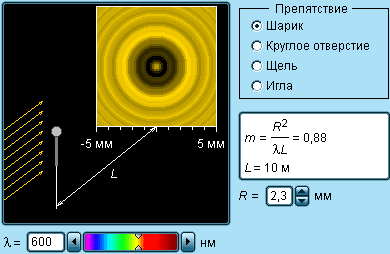 Препятствие
Шарик
Круглое отверстие
Щель
Игла
-5 мм
5 мм
L
m = R² / λL = 0,88
L = 10 м
R = 2,3 мм
λ = 600 нм